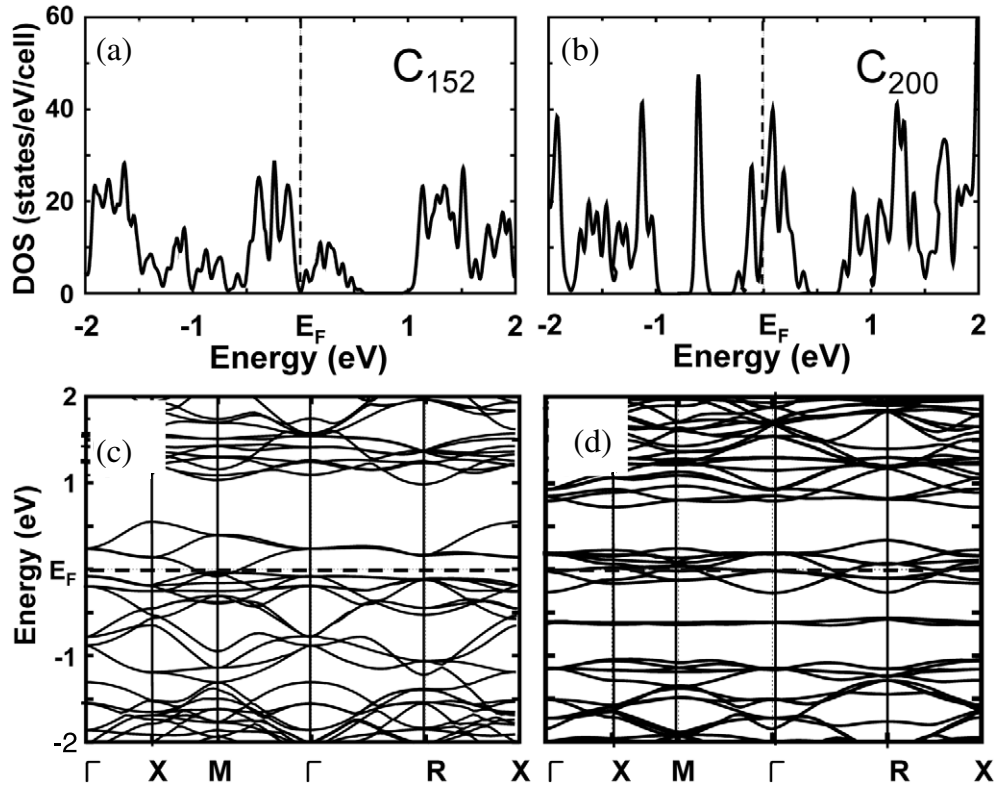 (a)
C152
60
40
20
0
DOS (states/eV/cell)
-2 -1 EF 1 2
Energy (eV)
(b)
C200
-2 -1 EF 1 2
Energy (eV)
(c)
2
1
EF
-1
-2
Energy (eV)
Γ X M Γ R X
(d)
Γ X M Γ R X